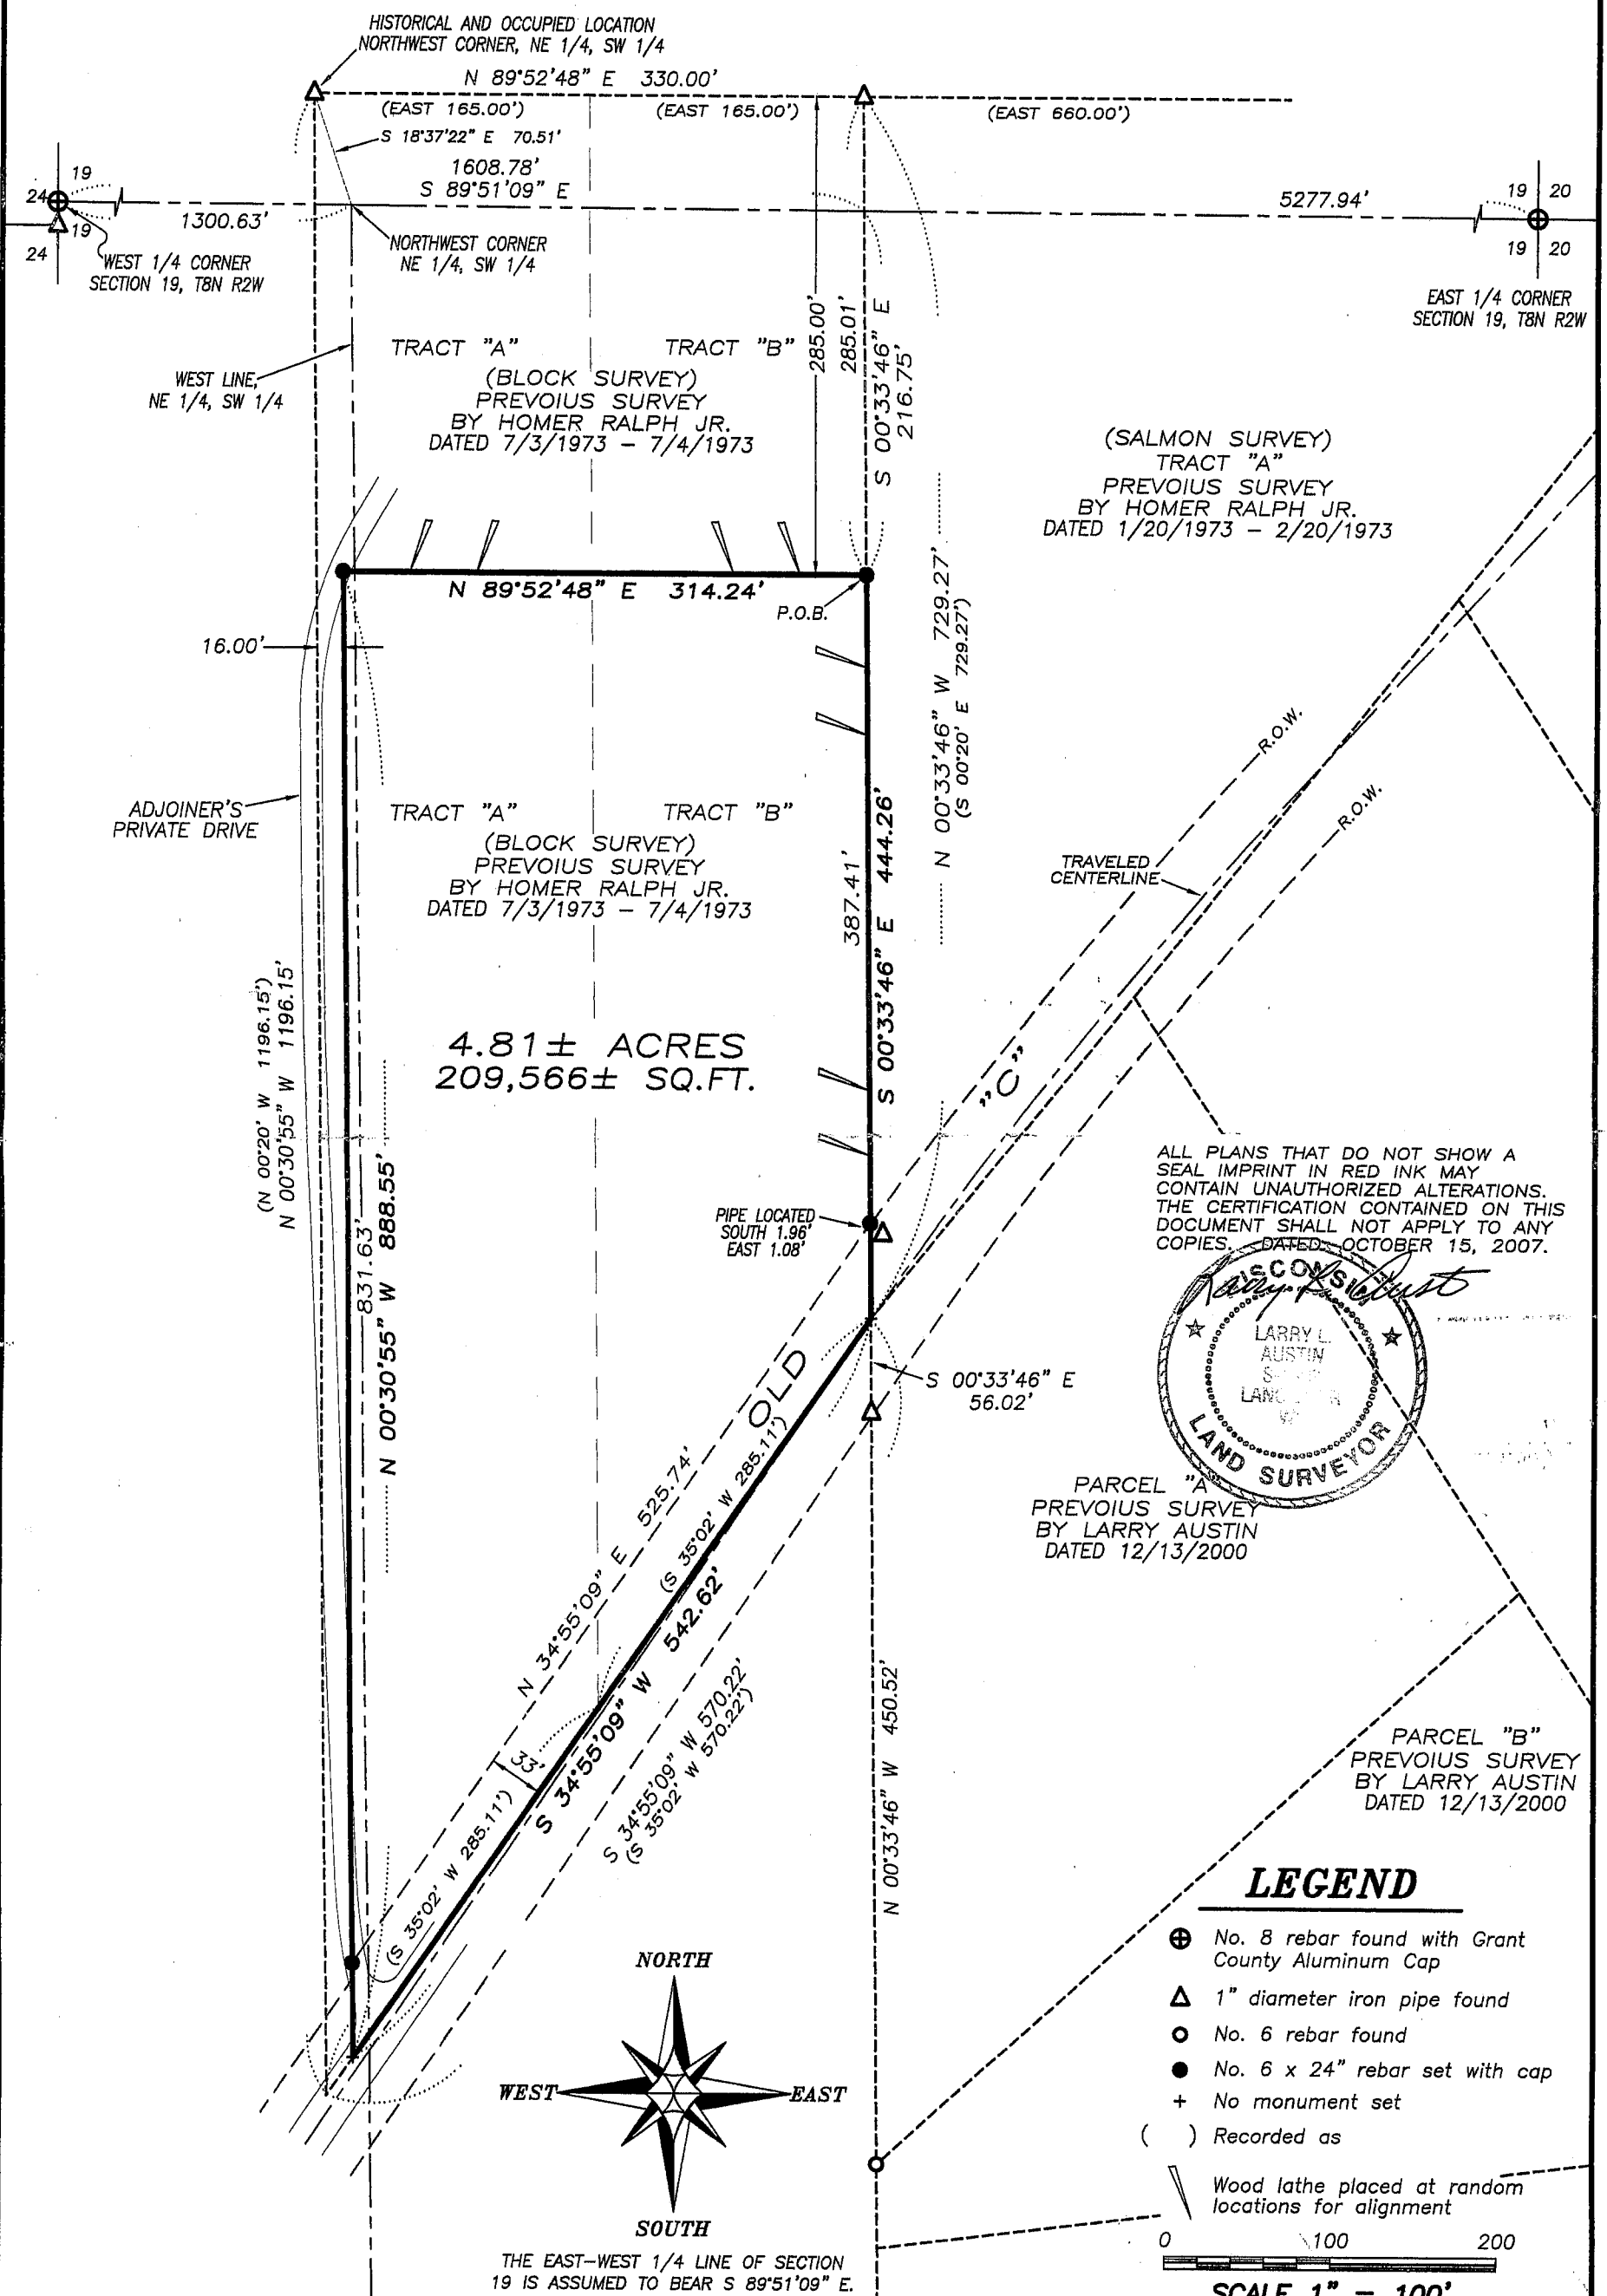 HISTORICAL AND OCCUPIED LOCATION
NORTHWEST CORNER, NE 1/4, SW 1/4
N 89°52'48" E 330.00'
(EAST 165.00')
(EAST 165.00')
(EAST 660.00')
S 18°37'22" E 70.51'
1608.78'
S 89°51'09" E
19
24
19
24
1300.63'
5277.94'
19
20
19
20
WEST 1/4 CORNER
SECTION 19, T8N R2W
NORTHWEST CORNER
NE 1/4, SW 1/4
EAST 1/4 CORNER
SECTION 19, T8N R2W
WEST LINE,
NE 1/4, SW 1/4
TRACT "A"
TRACT "B"
(BLOCK SURVEY)
PREVOIUS SURVEY
BY HOMER RALPH JR.
DATED 7/3/1973 – 7/4/1973
285.00'
285.01'
S 00°33'46" E
216.75'
(SALMON SURVEY)
TRACT "A"
PREVOIUS SURVEY
BY HOMER RALPH JR.
DATED 1/20/1973 – 2/20/1973
N 89°52'48" E 314.24'
P.O.B.
16.00'
N 00°33'46" W 729.27'
(S 00°20' E 729.27')
ADJOINER'S
PRIVATE DRIVE
TRACT "A"
TRACT "B"
(BLOCK SURVEY)
PREVOIUS SURVEY
BY HOMER RALPH JR.
DATED 7/3/1973 – 7/4/1973
387.41'
S 00°33'46" E 444.26'
R.O.W.
R.O.W.
TRAVELED
CENTERLINE
(N 00°20' W 1196.15')
N 00°30'55" W 1196.15'
4.81± ACRES
209,566± SQ.FT.
"C"
831.63'
N 00°30'55" W 888.55'
PIPE LOCATED
SOUTH 1.96'
EAST 1.08'
ALL PLANS THAT DO NOT SHOW A
SEAL IMPRINT IN RED INK MAY
CONTAIN UNAUTHORIZED ALTERATIONS.
THE CERTIFICATION CONTAINED ON THIS
DOCUMENT SHALL NOT APPLY TO ANY
COPIES. DATED OCTOBER 15, 2007.
WISCONSIN
LARRY L.
AUSTIN
LAND SURVEYOR
OLD
S 00°33'46" E
56.02'
N 34°55'09" E 525.74'
(S 35°02' W 285.11')
S 34°55'09" W 542.62'
S 34°55'09" W 570.22'
(S 35°02' W 570.22')
33'
(S 35°02' W 285.11')
PARCEL "A"
PREVOIUS SURVEY
BY LARRY AUSTIN
DATED 12/13/2000
N 00°33'46" W 450.52'
PARCEL "B"
PREVOIUS SURVEY
BY LARRY AUSTIN
DATED 12/13/2000
LEGEND
No. 8 rebar found with Grant
County Aluminum Cap
1" diameter iron pipe found
No. 6 rebar found
No. 6 x 24" rebar set with cap
+ No monument set
( ) Recorded as
Wood lathe placed at random
locations for alignment
NORTH
WEST
EAST
SOUTH
THE EAST–WEST 1/4 LINE OF SECTION
19 IS ASSUMED TO BEAR S 89°51'09" E.
0 100 200
SCALE 1" = 100'